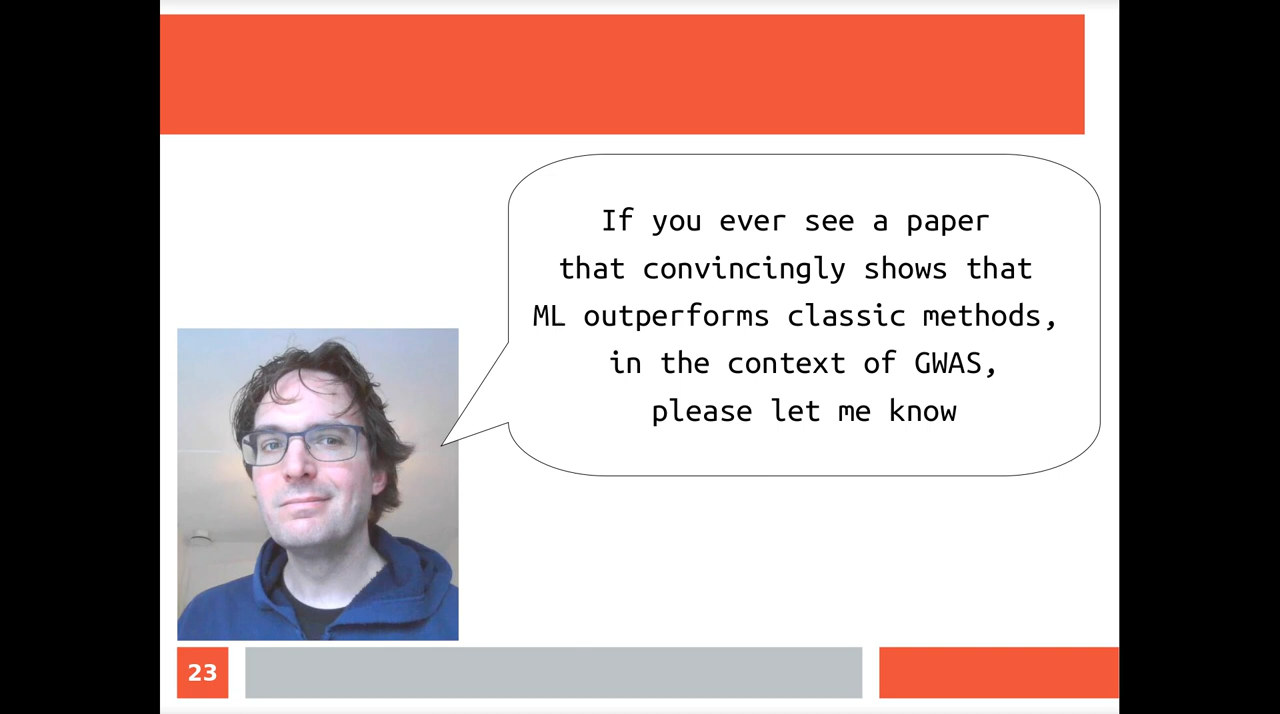 If you ever see a paper
that convincingly shows that
ML outperforms classic methods,
in the context of GWAS,
please let me know
23